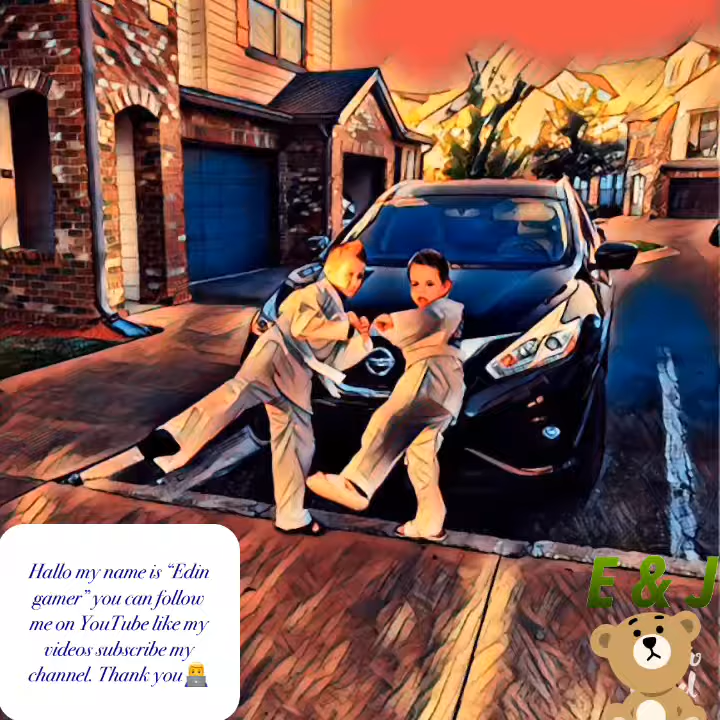 Hallo my name is “Edin
gamer” you can follow
me on YouTube like my
videos subscribe my
channel. Thank you👨‍💻
E & J